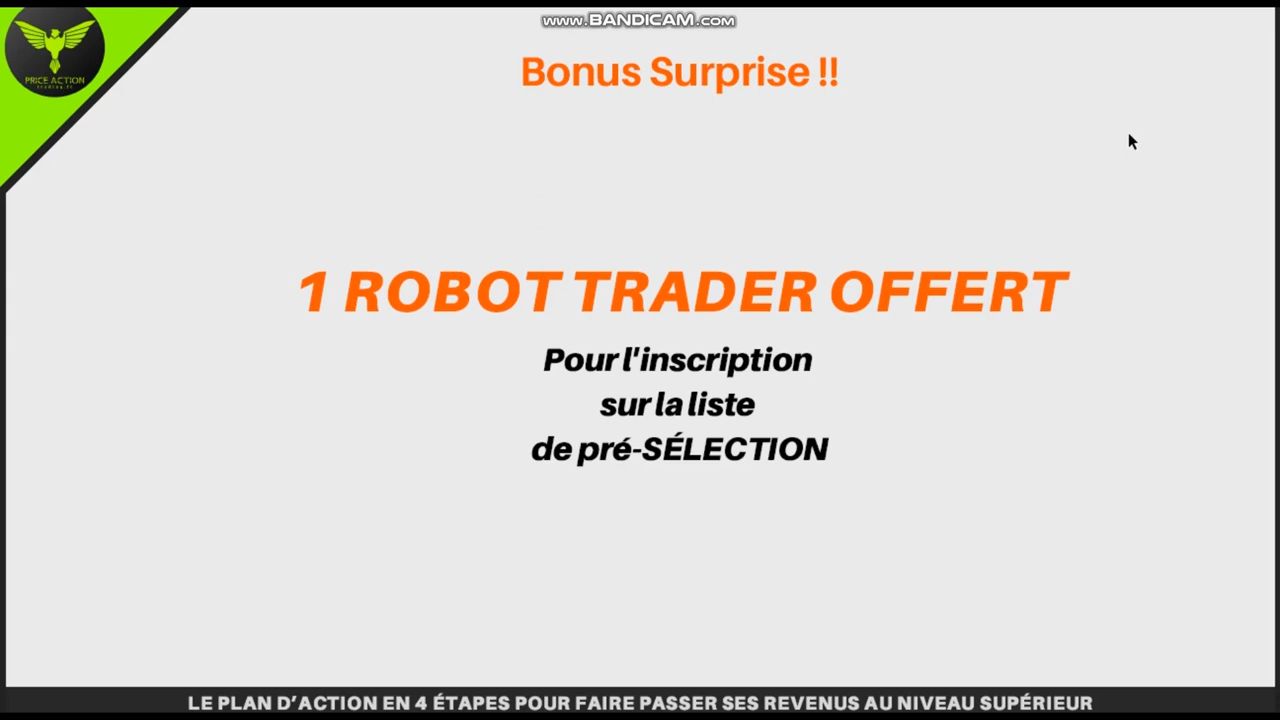 www.BANDICAM.com
PRICE ACTION
Bonus Surprise !!
1 ROBOT TRADER OFFERT
Pour l'inscription
sur la liste
de pré-SÉLECTION
LE PLAN D’ACTION EN 4 ÉTAPES POUR FAIRE PASSER SES REVENUS AU NIVEAU SUPÉRIEUR